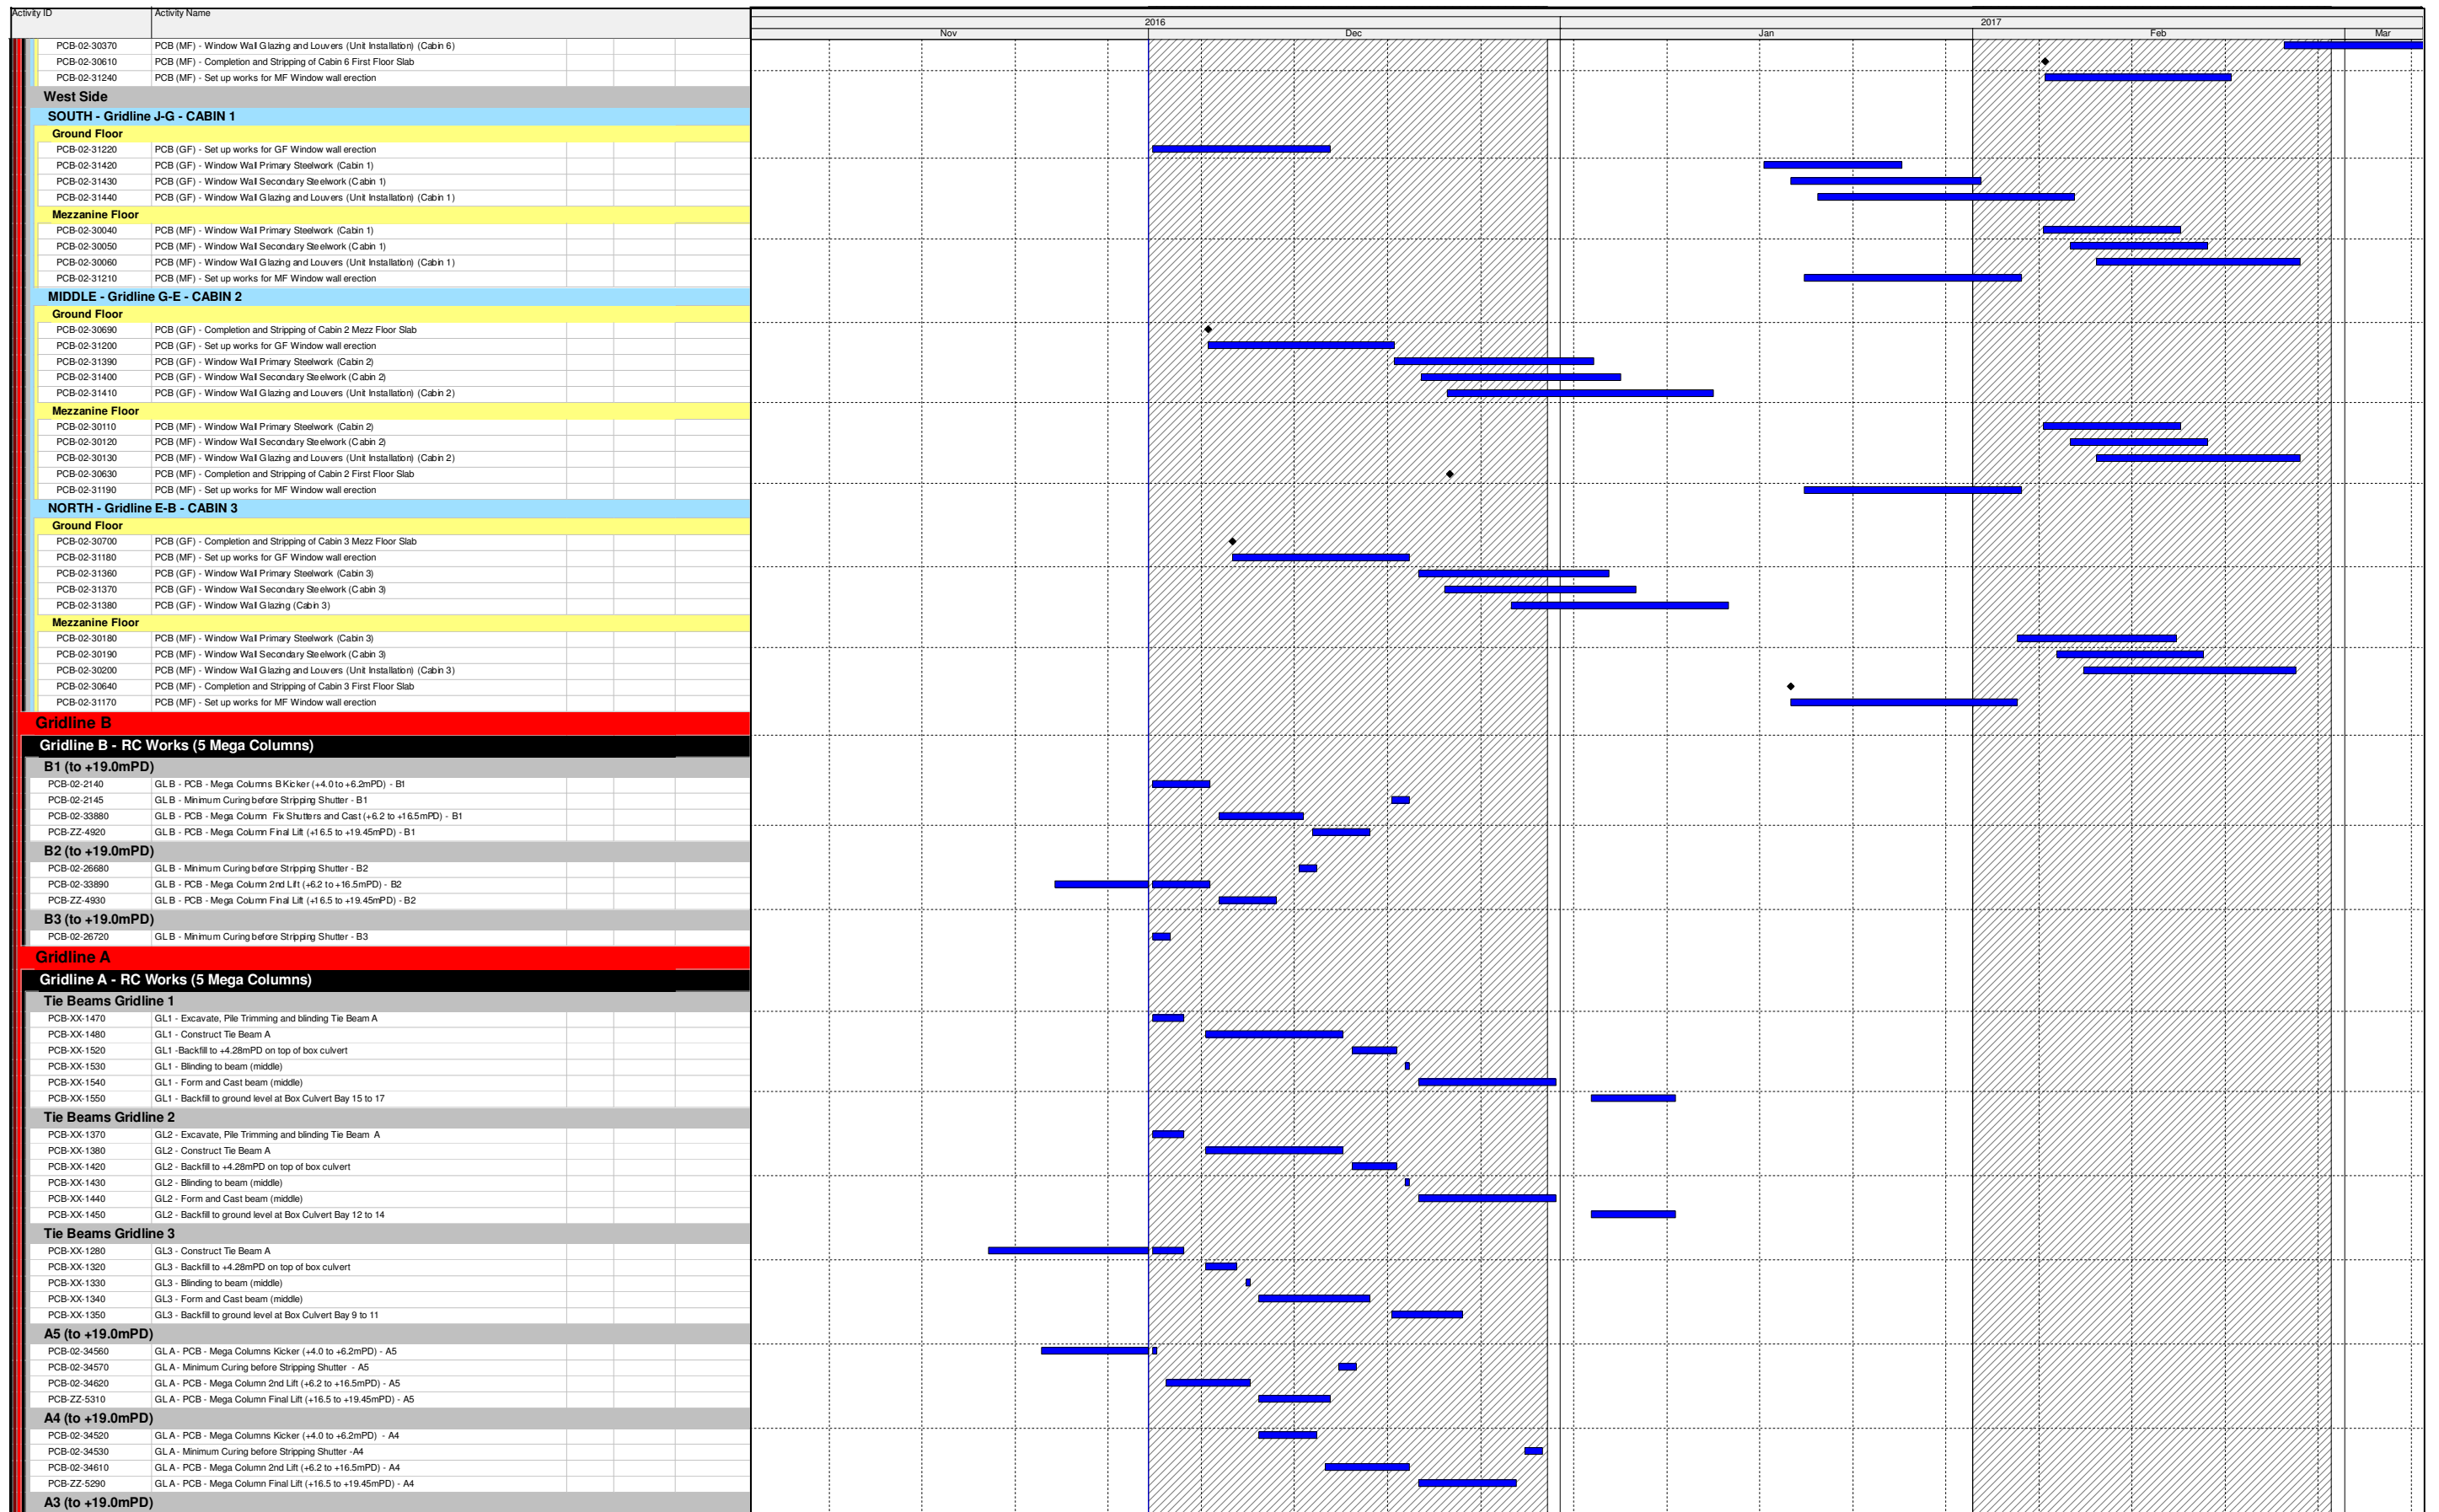 Activity ID Activity Name
2016 2017
Nov Dec Jan Feb Mar
PCB-02-30370 PCB (MF) - Window Wall Glazing and Louvers (Unit Installation) (Cabin 6)
PCB-02-30610 PCB (MF) - Completion and Stripping of Cabin 6 First Floor Slab
PCB-02-31240 PCB (MF) - Set up works for MF Window wall erection
West Side
SOUTH - Gridline J-G - CABIN 1
Ground Floor
PCB-02-31220 PCB (GF) - Set up works for GF Window wall erection
PCB-02-31420 PCB (GF) - Window Wall Primary Steelwork (Cabin 1)
PCB-02-31430 PCB (GF) - Window Wall Secondary Steelwork (Cabin 1)
PCB-02-31440 PCB (GF) - Window Wall Glazing and Louvers (Unit Installation) (Cabin 1)
Mezzanine Floor
PCB-02-30040 PCB (MF) - Window Wall Primary Steelwork (Cabin 1)
PCB-02-30050 PCB (MF) - Window Wall Secondary Steelwork (Cabin 1)
PCB-02-30060 PCB (MF) - Window Wall Glazing and Louvers (Unit Installation) (Cabin 1)
PCB-02-31210 PCB (MF) - Set up works for MF Window wall erection
MIDDLE - Gridline G-E - CABIN 2
Ground Floor
PCB-02-30690 PCB (GF) - Completion and Stripping of Cabin 2 Mezz Floor Slab
PCB-02-31200 PCB (GF) - Set up works for GF Window wall erection
PCB-02-31390 PCB (GF) - Window Wall Primary Steelwork (Cabin 2)
PCB-02-31400 PCB (GF) - Window Wall Secondary Steelwork (Cabin 2)
PCB-02-31410 PCB (GF) - Window Wall Glazing and Louvers (Unit Installation) (Cabin 2)
Mezzanine Floor
PCB-02-30110 PCB (MF) - Window Wall Primary Steelwork (Cabin 2)
PCB-02-30120 PCB (MF) - Window Wall Secondary Steelwork (Cabin 2)
PCB-02-30130 PCB (MF) - Window Wall Glazing and Louvers (Unit Installation) (Cabin 2)
PCB-02-30630 PCB (MF) - Completion and Stripping of Cabin 2 First Floor Slab
PCB-02-31190 PCB (MF) - Set up works for MF Window wall erection
NORTH - Gridline E-B - CABIN 3
Ground Floor
PCB-02-30700 PCB (GF) - Completion and Stripping of Cabin 3 Mezz Floor Slab
PCB-02-31180 PCB (GF) - Set up works for GF Window wall erection
PCB-02-31360 PCB (GF) - Window Wall Primary Steelwork (Cabin 3)
PCB-02-31370 PCB (GF) - Window Wall Secondary Steelwork (Cabin 3)
PCB-02-31380 PCB (GF) - Window Wall Glazing (Cabin 3)
Mezzanine Floor
PCB-02-30180 PCB (MF) - Window Wall Primary Steelwork (Cabin 3)
PCB-02-30190 PCB (MF) - Window Wall Secondary Steelwork (Cabin 3)
PCB-02-30200 PCB (MF) - Window Wall Glazing and Louvers (Unit Installation) (Cabin 3)
PCB-02-30640 PCB (MF) - Completion and Stripping of Cabin 3 First Floor Slab
PCB-02-31170 PCB (MF) - Set up works for MF Window wall erection
Gridline B
Gridline B - RC Works (5 Mega Columns)
B1 (to +19.0mPD)
PCB-02-2140 GL B - PCB - Mega Columns B Kicker (+4.0 to +6.2mPD) - B1
PCB-02-2145 GL B - Minimum Curing before Stripping Shutter - B1
PCB-02-33880 GL B - PCB - Mega Column Fix Shutters and Cast (+6.2 to +16.5mPD) - B1
PCB-ZZ-4920 GL B - PCB - Mega Column Final Lift (+16.5 to +19.45mPD) - B1
B2 (to +19.0mPD)
PCB-02-26680 GL B - Minimum Curing before Stripping Shutter - B2
PCB-02-33890 GL B - PCB - Mega Column 2nd Lift (+6.2 to +16.5mPD) - B2
PCB-ZZ-4930 GL B - PCB - Mega Column Final Lift (+16.5 to +19.45mPD) - B2
B3 (to +19.0mPD)
PCB-02-26720 GL B - Minimum Curing before Stripping Shutter - B3
Gridline A
Gridline A - RC Works (5 Mega Columns)
Tie Beams Gridline 1
PCB-XX-1470 GL1 - Excavate, Pile Trimming and blinding Tie Beam A
PCB-XX-1480 GL1 - Construct Tie Beam A
PCB-XX-1520 GL1 -Backfill to +4.28mPD on top of box culvert
PCB-XX-1530 GL1 - Blinding to beam (middle)
PCB-XX-1540 GL1 - Form and Cast beam (middle)
PCB-XX-1550 GL1 - Backfill to ground level at Box Culvert Bay 15 to 17
Tie Beams Gridline 2
PCB-XX-1370 GL2 - Excavate, Pile Trimming and blinding Tie Beam A
PCB-XX-1380 GL2 - Construct Tie Beam A
PCB-XX-1420 GL2 - Backfill to +4.28mPD on top of box culvert
PCB-XX-1430 GL2 - Blinding to beam (middle)
PCB-XX-1440 GL2 - Form and Cast beam (middle)
PCB-XX-1450 GL2 - Backfill to ground level at Box Culvert Bay 12 to 14
Tie Beams Gridline 3
PCB-XX-1280 GL3 - Construct Tie Beam A
PCB-XX-1320 GL3 - Backfill to +4.28mPD on top of box culvert
PCB-XX-1330 GL3 - Blinding to beam (middle)
PCB-XX-1340 GL3 - Form and Cast beam (middle)
PCB-XX-1350 GL3 - Backfill to ground level at Box Culvert Bay 9 to 11
A5 (to +19.0mPD)
PCB-02-34560 GL A - PCB - Mega Columns Kicker (+4.0 to +6.2mPD) - A5
PCB-02-34570 GL A - Minimum Curing before Stripping Shutter - A5
PCB-02-34620 GL A - PCB - Mega Column 2nd Lift (+6.2 to +16.5mPD) - A5
PCB-ZZ-5310 GL A - PCB - Mega Column Final Lift (+16.5 to +19.45mPD) - A5
A4 (to +19.0mPD)
PCB-02-34520 GL A - PCB - Mega Columns Kicker (+4.0 to +6.2mPD) - A4
PCB-02-34530 GL A - Minimum Curing before Stripping Shutter -A4
PCB-02-34610 GL A - PCB - Mega Column 2nd Lift (+6.2 to +16.5mPD) - A4
PCB-ZZ-5290 GL A - PCB - Mega Column Final Lift (+16.5 to +19.45mPD) - A4
A3 (to +19.0mPD)